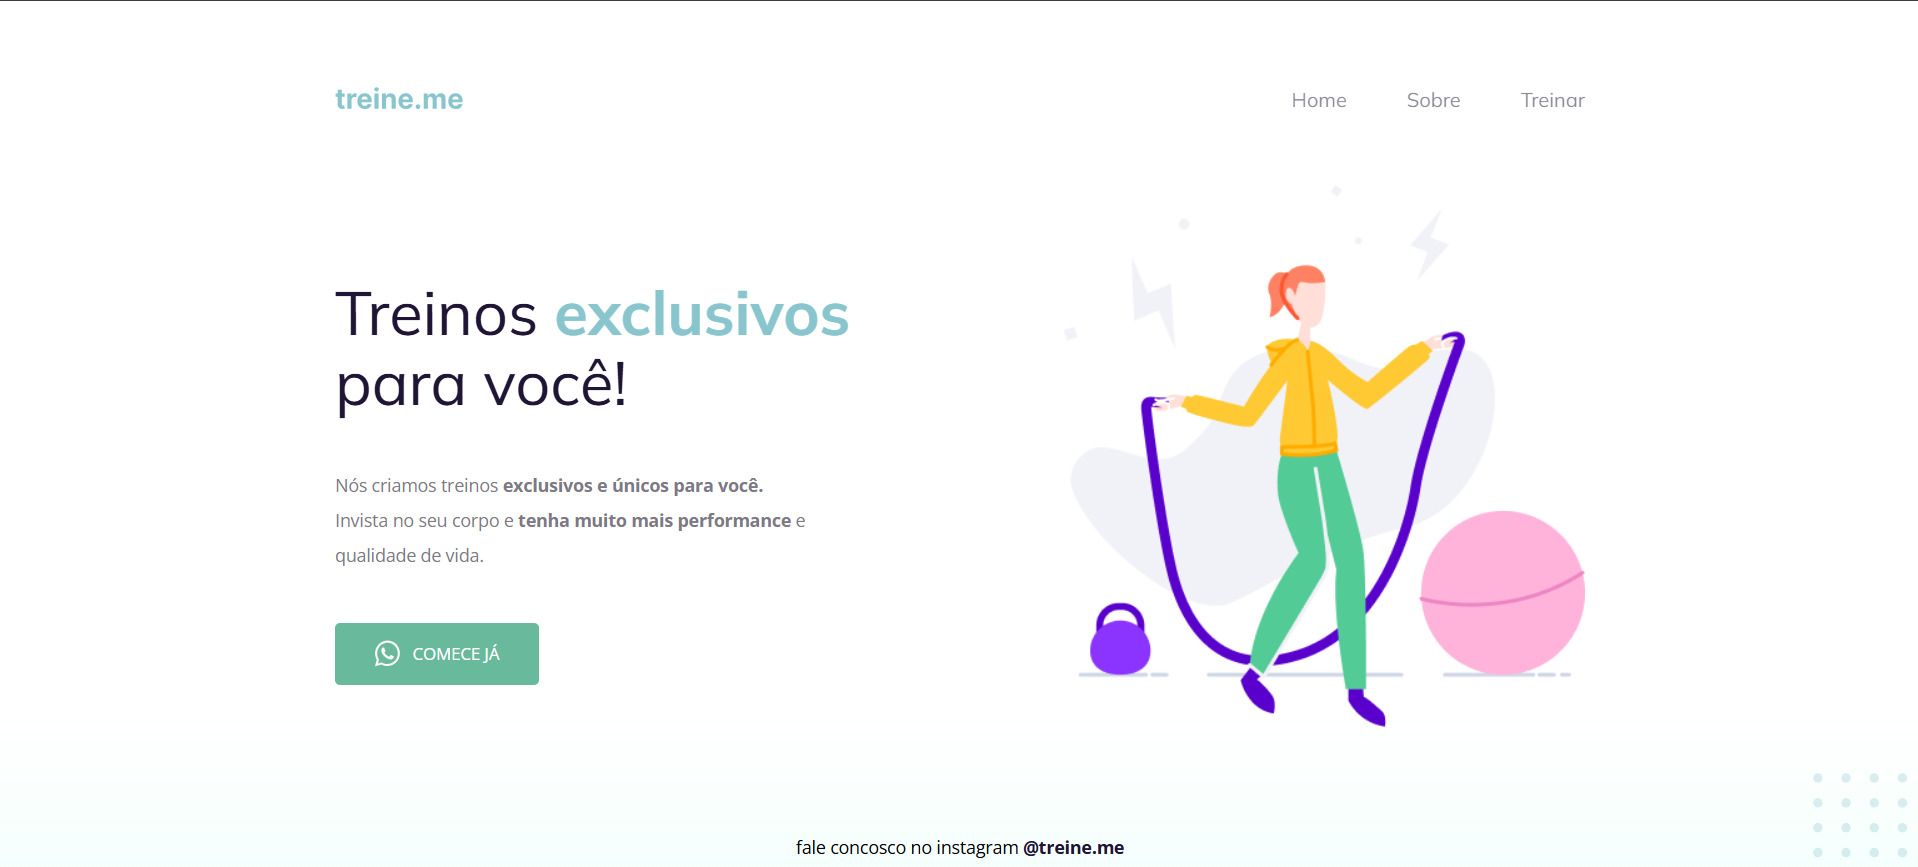 treine.me
Home Sobre Treinar
Treinos exclusivos
para você!
Nós criamos treinos exclusivos e únicos para você.
Invista no seu corpo e tenha muito mais performance e
qualidade de vida.
COMECE JÁ
fale concosco no instagram @treine.me